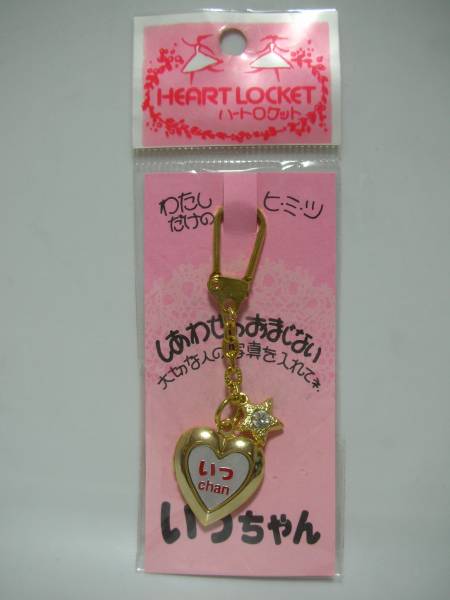 HEART LOCKET
ハートロケット
わたし
だけの
ヒ・ミ・ツ
しあわせのおまじない
大切な人の写真を入れてネ
いっ
chan
いっちゃん